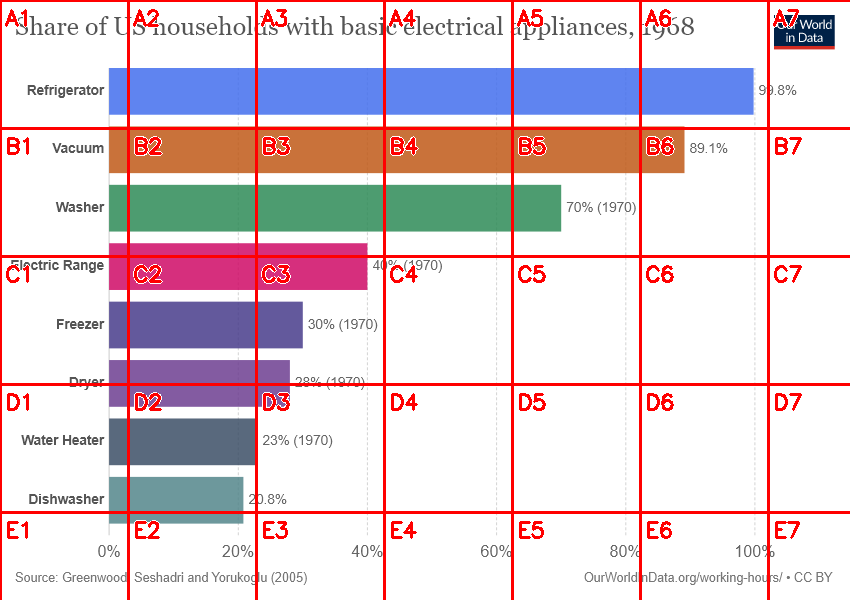 Share of US households with basic electrical appliances, 1968
Our World
in Data
Refrigerator
99.8%
Vacuum
89.1%
Washer
70% (1970)
Electric Range
40% (1970)
Freezer
30% (1970)
Dryer
28% (1970)
Water Heater
23% (1970)
Dishwasher
20.8%
0% 20% 40% 60% 80% 100%
Source: Greenwood, Seshadri and Yorukoglu (2005)
OurWorldInData.org/working-hours/ • CC BY
A1 A2 A3 A4 A5 A6 A7
B1 B2 B3 B4 B5 B6 B7
C1 C2 C3 C4 C5 C6 C7
D1 D2 D3 D4 D5 D6 D7
E1 E2 E3 E4 E5 E6 E7